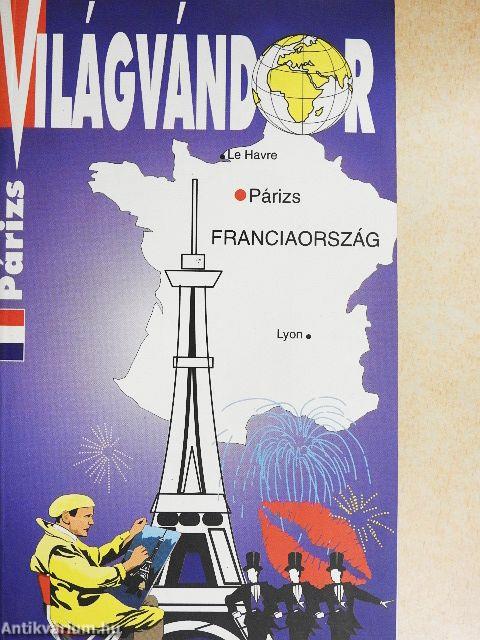 VILÁGVÁNDOR
Párizs
Le Havre
Párizs
FRANCIAORSZÁG
Lyon
Antikvarium.hu